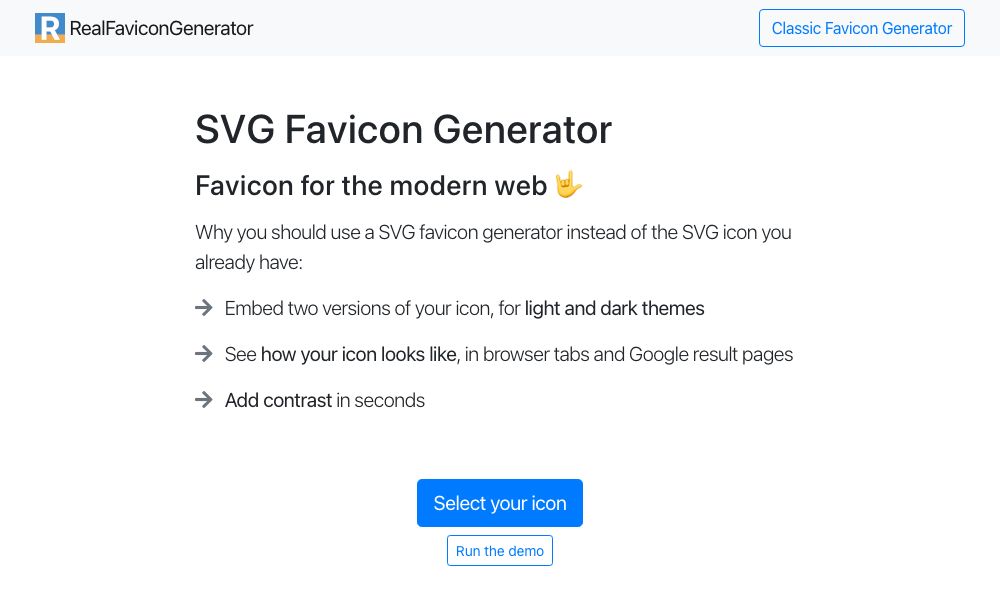 R RealFaviconGenerator
Classic Favicon Generator
SVG Favicon Generator
Favicon for the modern web 🤟
Why you should use a SVG favicon generator instead of the SVG icon you
already have:
→ Embed two versions of your icon, for light and dark themes
→ See how your icon looks like, in browser tabs and Google result pages
→ Add contrast in seconds
Select your icon
Run the demo